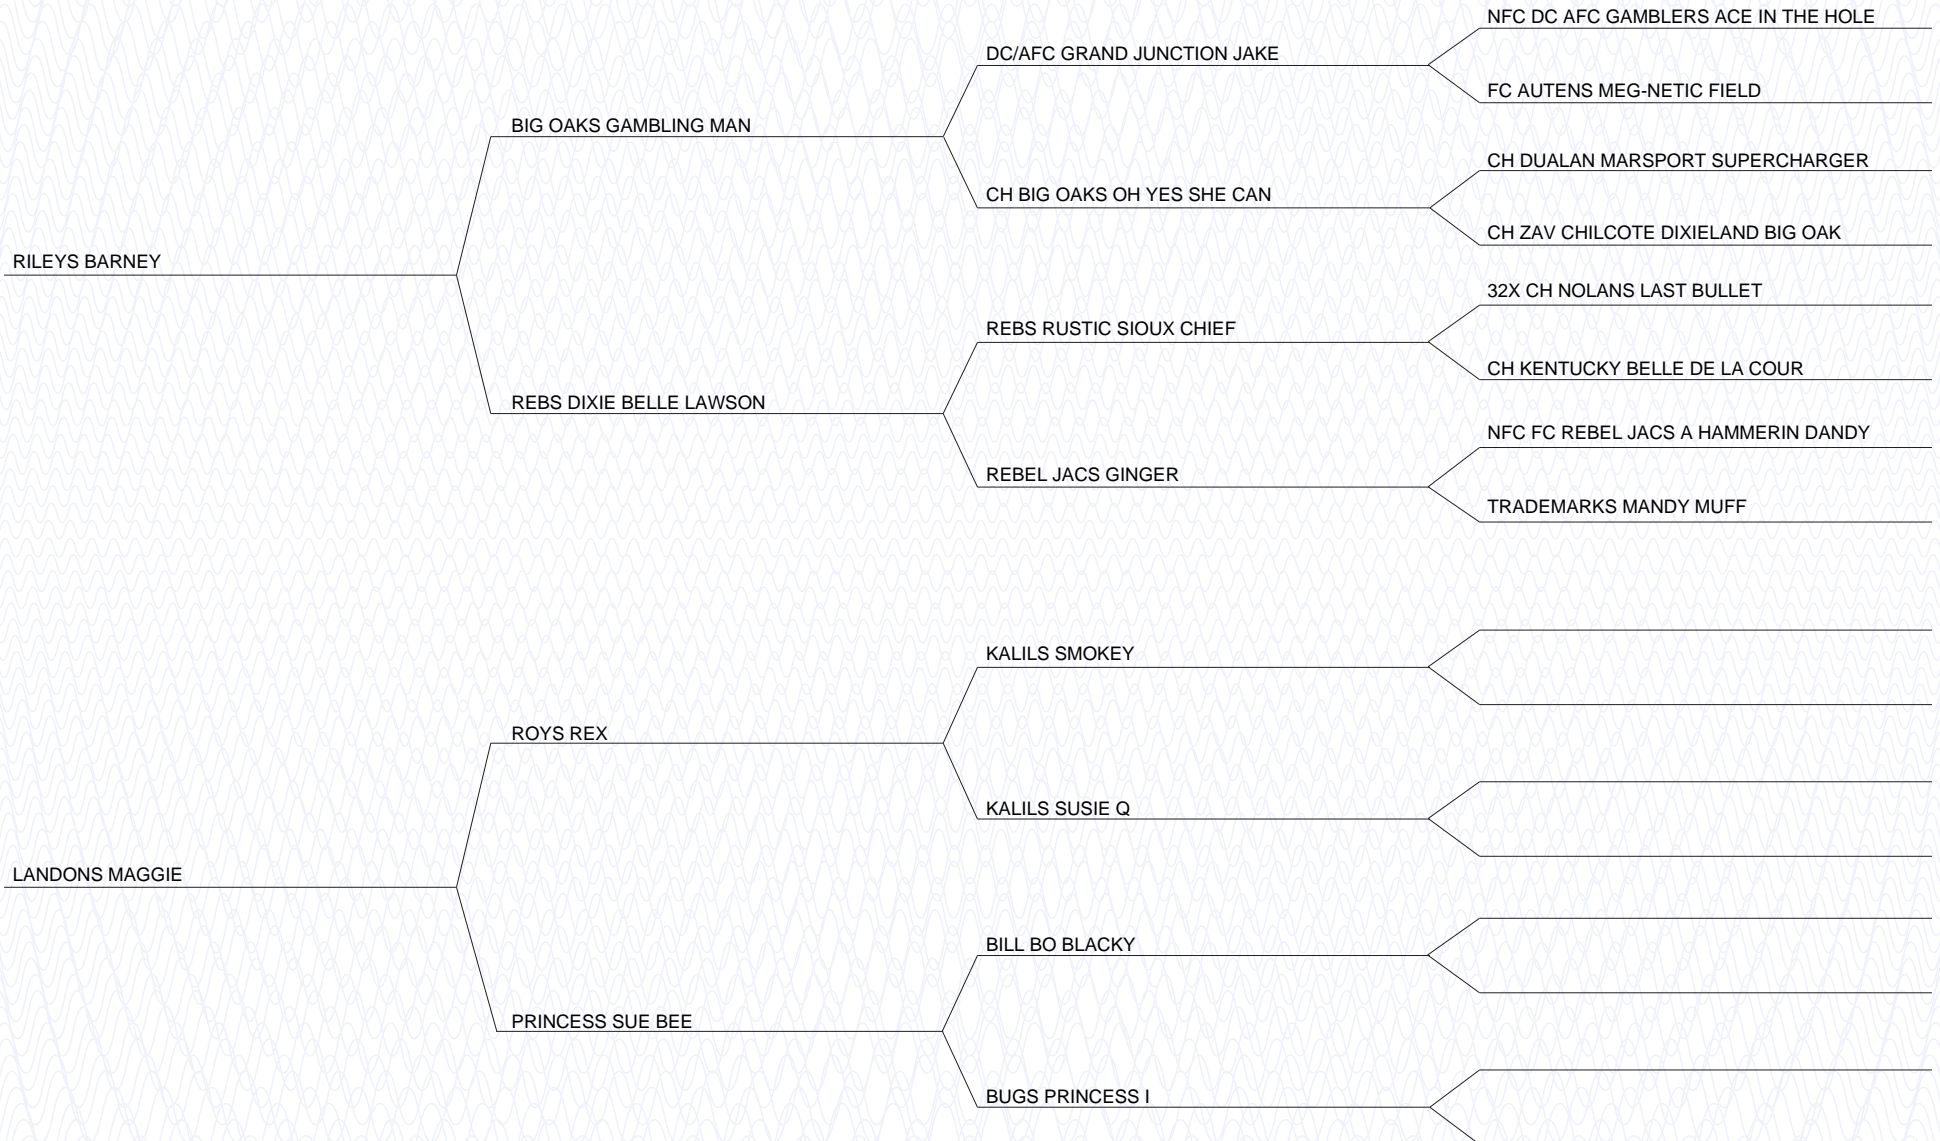 NFC DC AFC GAMBLERS ACE IN THE HOLE
DC/AFC GRAND JUNCTION JAKE
FC AUTENS MEG-NETIC FIELD
BIG OAKS GAMBLING MAN
CH DUALAN MARSPORT SUPERCHARGER
CH BIG OAKS OH YES SHE CAN
CH ZAV CHILCOTE DIXIELAND BIG OAK
RILEYS BARNEY
32X CH NOLANS LAST BULLET
REBS RUSTIC SIOUX CHIEF
CH KENTUCKY BELLE DE LA COUR
REBS DIXIE BELLE LAWSON
NFC FC REBEL JACS A HAMMERIN DANDY
REBEL JACS GINGER
TRADEMARKS MANDY MUFF
KALILS SMOKEY
ROYS REX
KALILS SUSIE Q
LANDONS MAGGIE
BILL BO BLACKY
PRINCESS SUE BEE
BUGS PRINCESS I